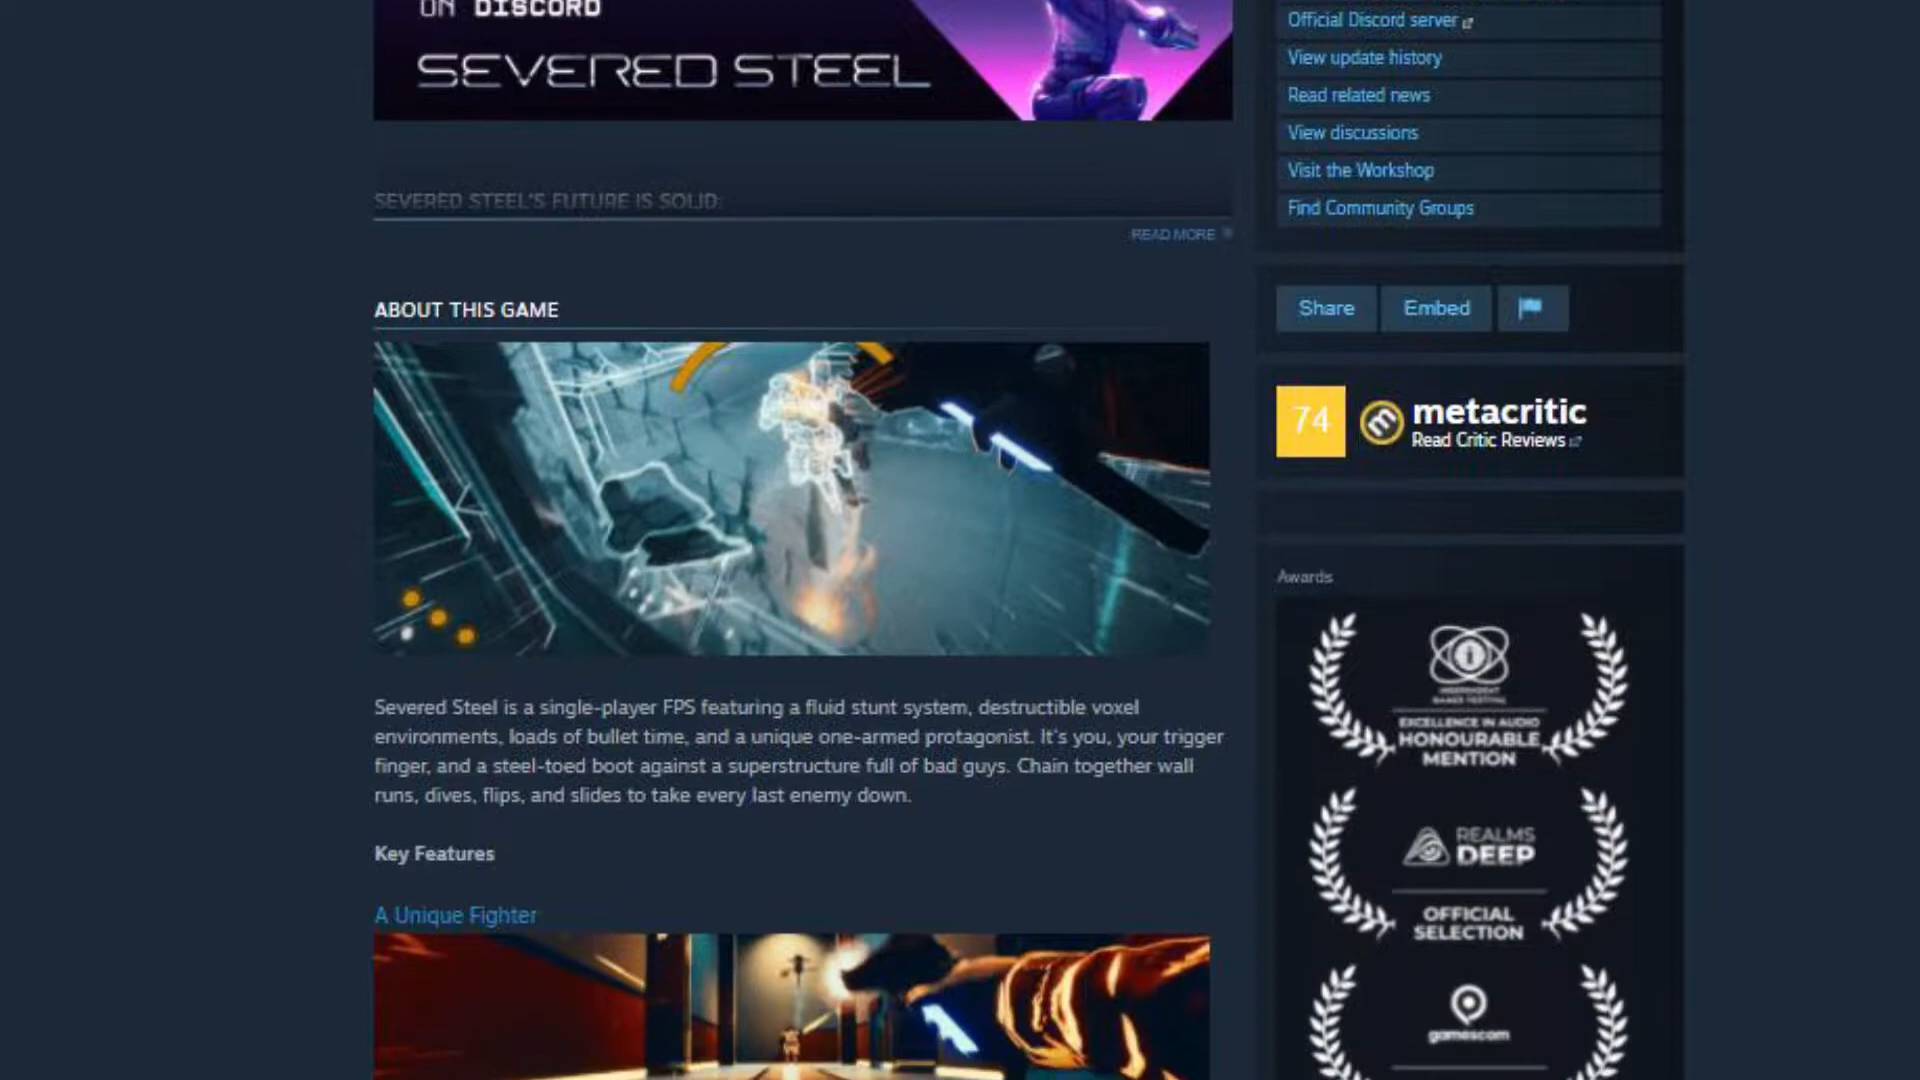 ON DISCORD
SEVERED STEEL
SEVERED STEEL'S FUTURE IS SOLID:
READ MORE
ABOUT THIS GAME
Severed Steel is a single-player FPS featuring a fluid stunt system, destructible voxel
environments, loads of bullet time, and a unique one-armed protagonist. It's you, your trigger
finger, and a steel-toed boot against a superstructure full of bad guys. Chain together wall
runs, dives, flips, and slides to take every last enemy down.
Key Features
A Unique Fighter
Official Discord server
View update history
Read related news
View discussions
Visit the Workshop
Find Community Groups
Share Embed
74 metacritic
Read Critic Reviews
Awards
INDEPENDENT
GAMES FESTIVAL
EXCELLENCE IN AUDIO
HONOURABLE
MENTION
REALMS
DEEP
OFFICIAL
SELECTION
gamescom